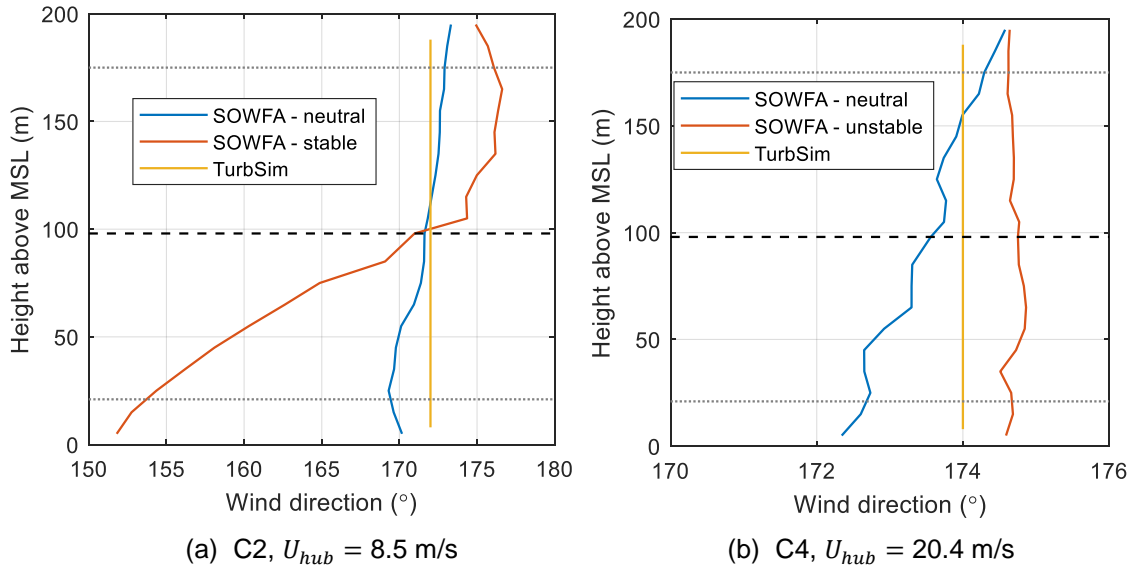 200
150
100
50
0
Height above MSL (m)
SOWFA - neutral
SOWFA - stable
TurbSim
150 155 160 165 170 175 180
Wind direction (°)
(a) C2, U_hub = 8.5 m/s
200
150
100
50
0
Height above MSL (m)
SOWFA - neutral
SOWFA - unstable
TurbSim
170 172 174 176
Wind direction (°)
(b) C4, U_hub = 20.4 m/s